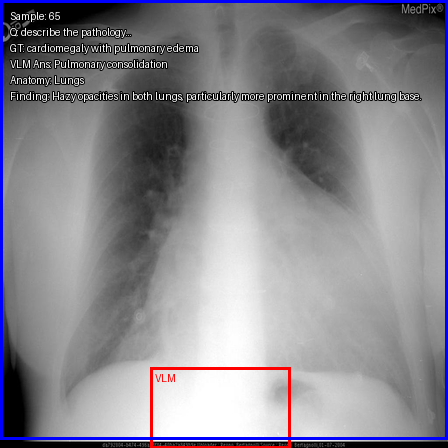 MedPix®
Sample: 65
Q: describe the pathology...
GT: cardiomegaly with pulmonary edema
VLM Ans: Pulmonary consolidation
Anatomy: Lungs
Finding: Hazy opacities in both lungs, particularly more prominent in the right lung base.
VLM